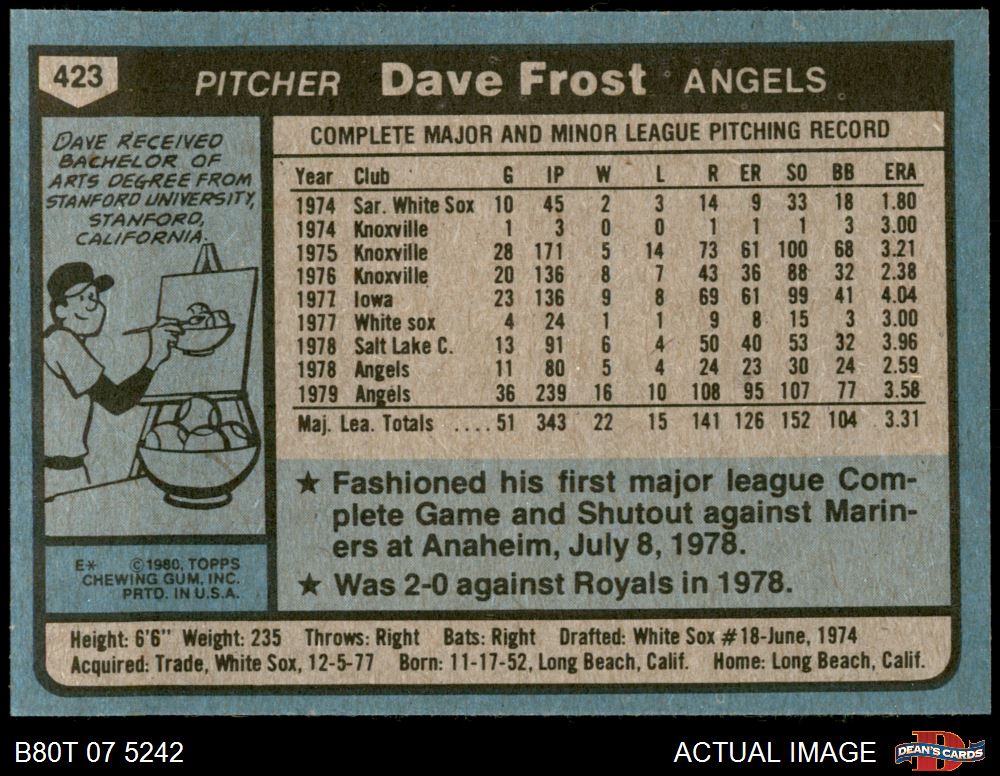 423 PITCHER Dave Frost ANGELS
DAVE RECEIVED
BACHELOR OF
ARTS DEGREE FROM
STANFORD UNIVERSITY,
STANFORD,
CALIFORNIA.
COMPLETE MAJOR AND MINOR LEAGUE PITCHING RECORD
Year Club G IP W L R ER SO BB ERA
1974 Sar. White Sox 10 45 2 3 14 9 33 18 1.80
1974 Knoxville 1 3 0 0 1 1 1 3 3.00
1975 Knoxville 28 171 5 14 73 61 100 68 3.21
1976 Knoxville 20 136 8 7 43 36 88 32 2.38
1977 Iowa 23 136 9 8 69 61 99 41 4.04
1977 White sox 4 24 1 1 9 8 15 3 3.00
1978 Salt Lake C. 13 91 6 4 50 40 53 32 3.96
1978 Angels 11 80 5 4 24 23 30 24 2.59
1979 Angels 36 239 16 10 108 95 107 77 3.58
Maj. Lea. Totals ....51 343 22 15 141 126 152 104 3.31
★ Fashioned his first major league Com-
plete Game and Shutout against Marin-
ers at Anaheim, July 8, 1978.
★ Was 2-0 against Royals in 1978.
E* ©1980, TOPPS
CHEWING GUM, INC.
PRTD. IN U.S.A.
Height: 6'6" Weight: 235 Throws: Right Bats: Right Drafted: White Sox #18-June, 1974
Acquired: Trade, White Sox, 12-5-77 Born: 11-17-52, Long Beach, Calif. Home: Long Beach, Calif.
B80T 07 5242 ACTUAL IMAGE DEAN'S CARDS